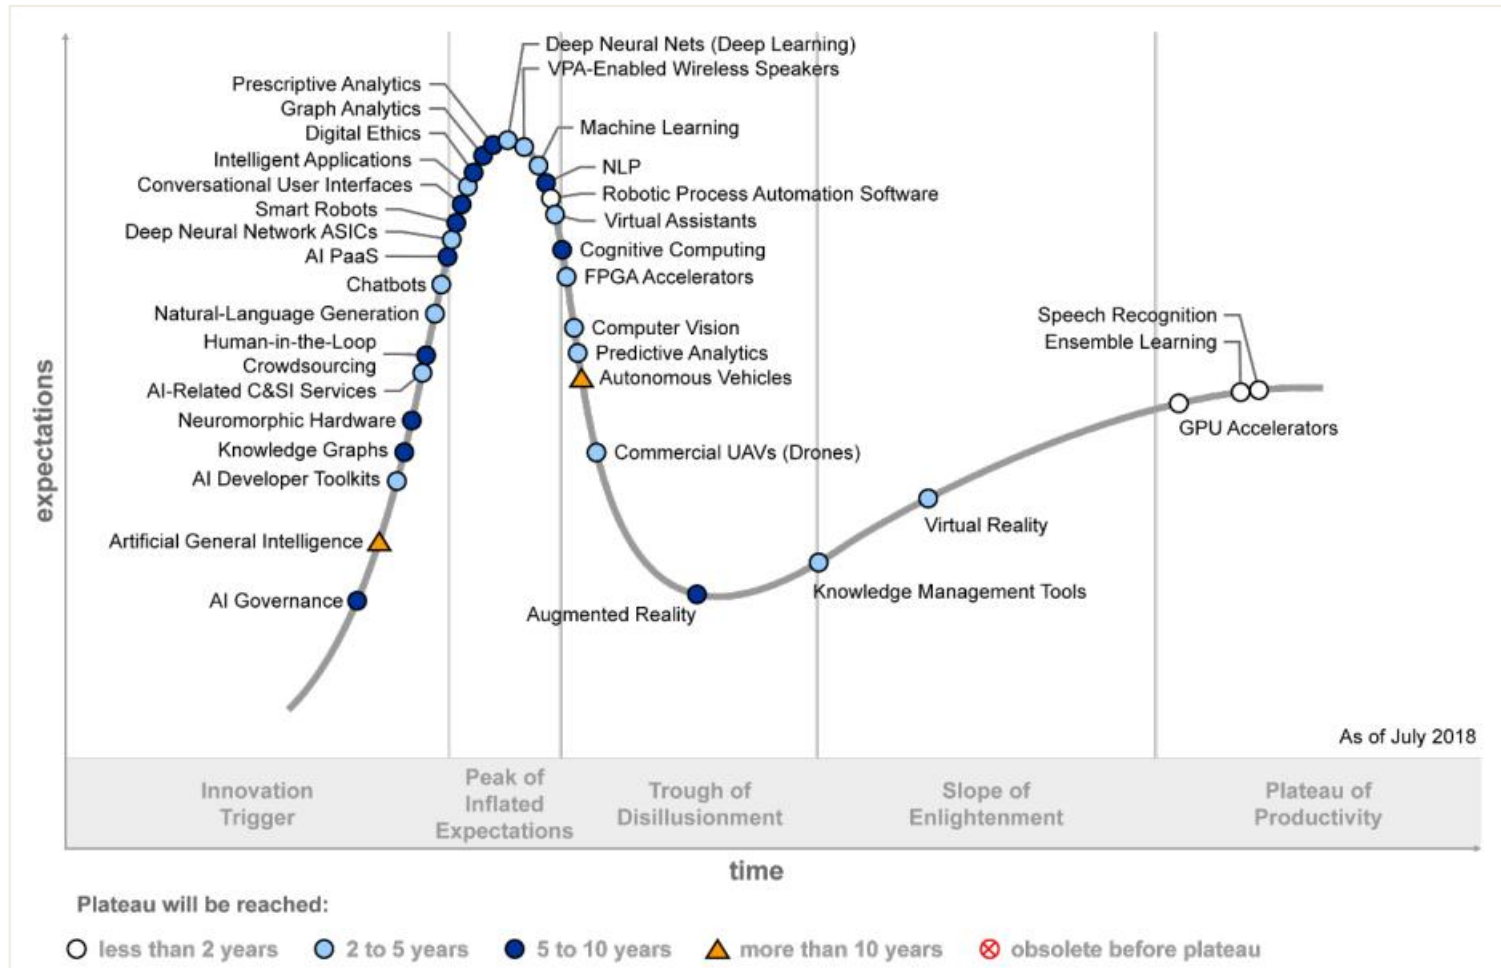 Deep Neural Nets (Deep Learning)
VPA-Enabled Wireless Speakers
Prescriptive Analytics
Graph Analytics
Digital Ethics
Intelligent Applications
Conversational User Interfaces
Smart Robots
Deep Neural Network ASICs
AI PaaS
Chatbots
Natural-Language Generation
Human-in-the-Loop
Crowdsourcing
AI-Related C&SI Services
Neuromorphic Hardware
Knowledge Graphs
AI Developer Toolkits
Artificial General Intelligence
AI Governance
Machine Learning
NLP
Robotic Process Automation Software
Virtual Assistants
Cognitive Computing
FPGA Accelerators
Computer Vision
Predictive Analytics
Autonomous Vehicles
Commercial UAVs (Drones)
Augmented Reality
Knowledge Management Tools
Virtual Reality
Speech Recognition
Ensemble Learning
GPU Accelerators
expectations
As of July 2018
Innovation
Trigger
Peak of
Inflated
Expectations
Trough of
Disillusionment
Slope of
Enlightenment
Plateau of
Productivity
time
Plateau will be reached:
less than 2 years
2 to 5 years
5 to 10 years
more than 10 years
obsolete before plateau